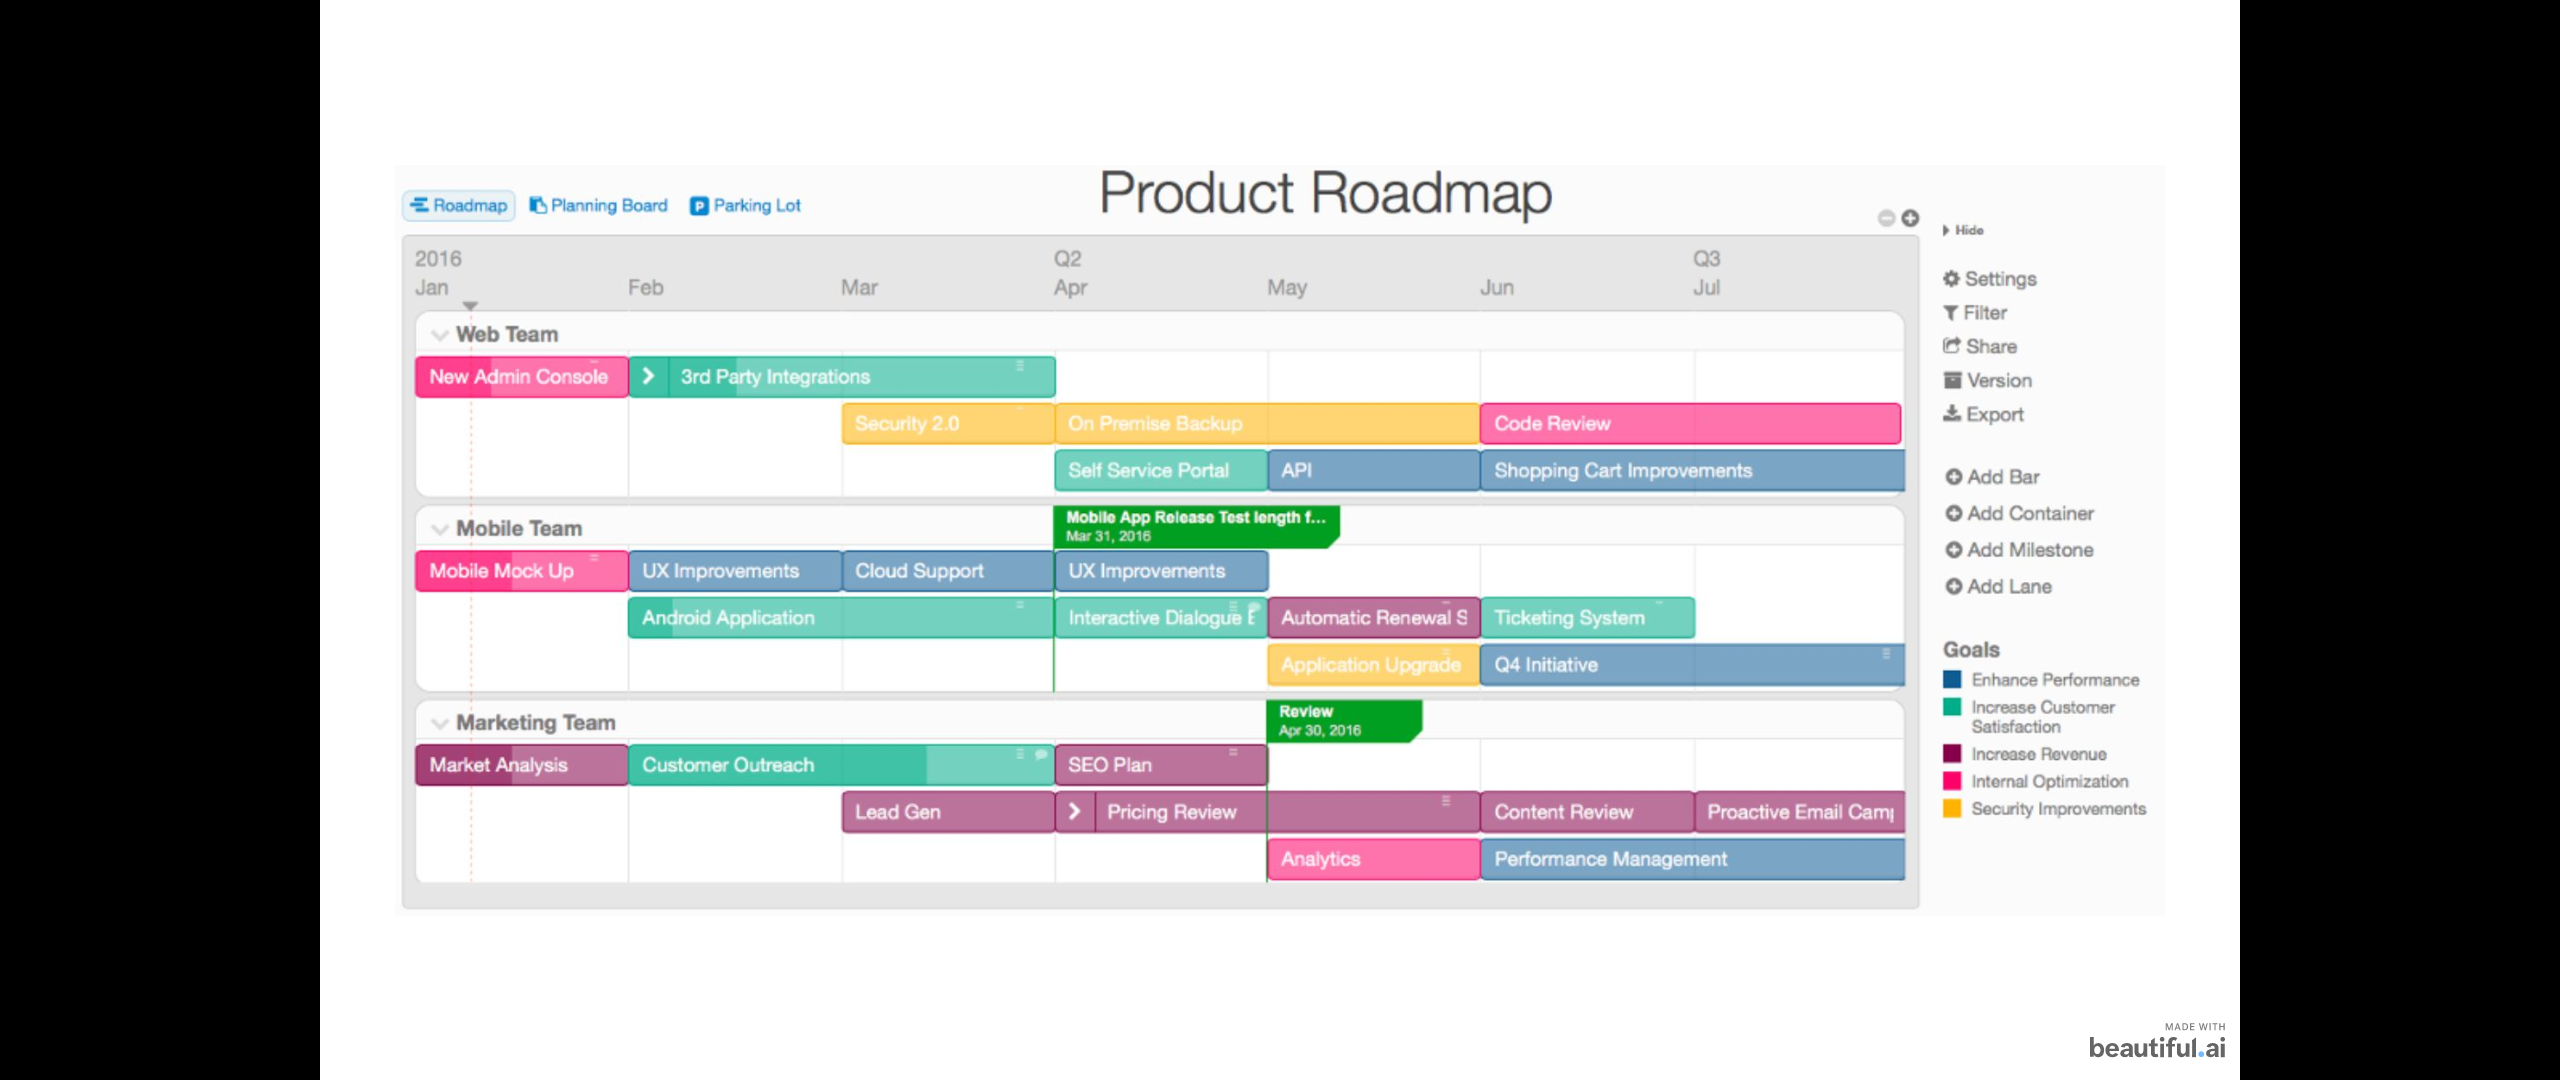 Product Roadmap
Roadmap
Planning Board
Parking Lot
Hide
2016
Q2
Q3
Jan
Feb
Mar
Apr
May
Jun
Jul
Settings
Filter
Share
Version
Export
Add Bar
Add Container
Add Milestone
Add Lane
Goals
Enhance Performance
Increase Customer
Satisfaction
Increase Revenue
Internal Optimization
Security Improvements
Web Team
New Admin Console
3rd Party Integrations
Security 2.0
On Premise Backup
Code Review
Self Service Portal
API
Shopping Cart Improvements
Mobile Team
Mobile App Release Test length f...
Mar 31, 2016
Mobile Mock Up
UX Improvements
Cloud Support
UX Improvements
Android Application
Interactive Dialogue
Automatic Renewal S
Ticketing System
Application Upgrade
Q4 Initiative
Marketing Team
Review
Apr 30, 2016
Market Analysis
Customer Outreach
SEO Plan
Lead Gen
Pricing Review
Content Review
Proactive Email
Analytics
Performance Management
MADE WITH
beautiful.ai